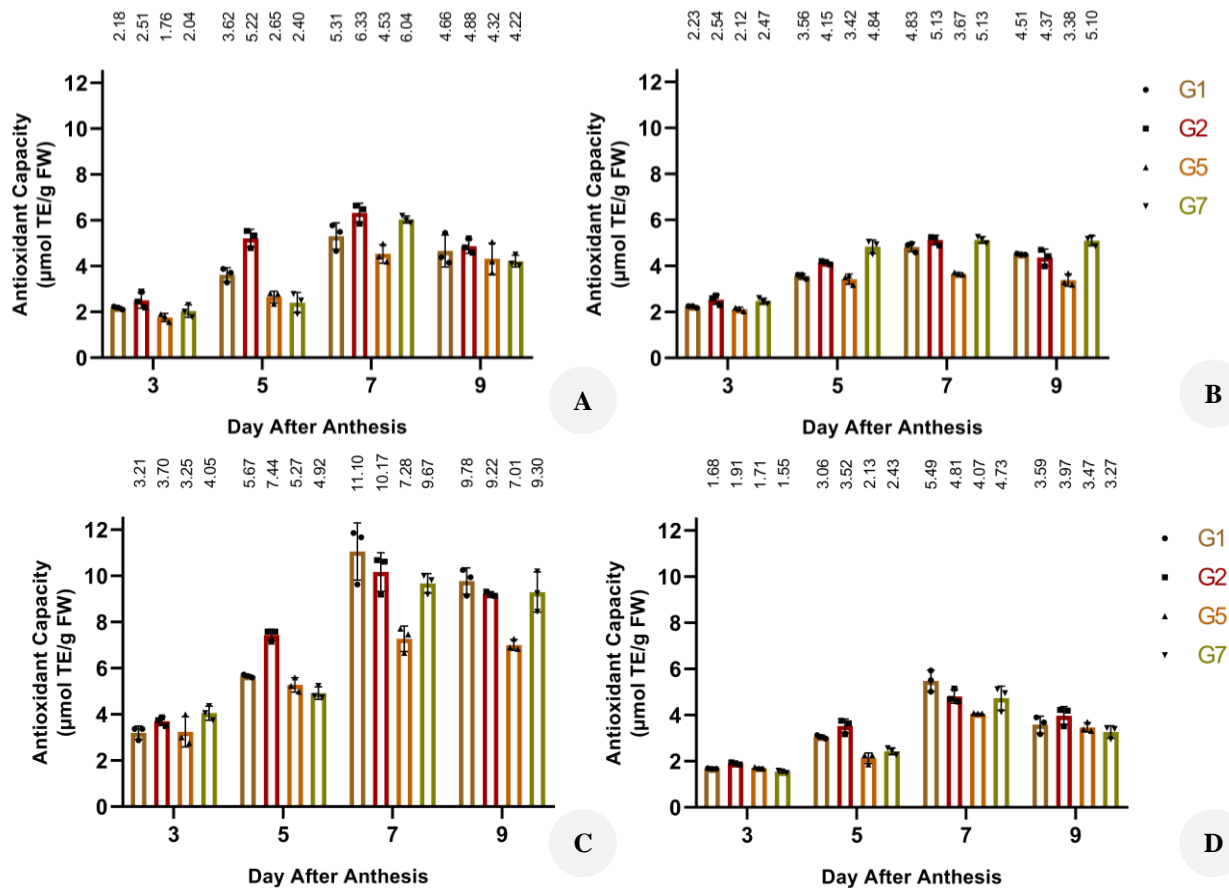 2.18 2.51 1.76 2.04 3.62 5.22 2.65 2.40 5.31 6.33 4.53 6.04 4.66 4.88 4.32 4.22
12
10
8
6
4
2
0
Antioxidant Capacity
(µmol TE/g FW)
3 5 7 9
Day After Anthesis
A
2.23 2.54 2.12 2.47 3.56 4.15 3.42 4.84 4.83 5.13 3.67 5.13 4.51 4.37 3.38 5.10
12
10
8
6
4
2
0
Antioxidant Capacity
(µmol TE/g FW)
3 5 7 9
Day After Anthesis
G1
G2
G5
G7
B
3.21 3.70 3.25 4.05 5.67 7.44 5.27 4.92 11.10 10.17 7.28 9.67 9.78 9.22 7.01 9.30
12
10
8
6
4
2
0
Antioxidant Capacity
(µmol TE/g FW)
3 5 7 9
Day After Anthesis
C
1.68 1.91 1.71 1.55 3.06 3.52 2.13 2.43 5.49 4.81 4.07 4.73 3.59 3.97 3.47 3.27
12
10
8
6
4
2
0
Antioxidant Capacity
(µmol TE/g FW)
3 5 7 9
Day After Anthesis
G1
G2
G5
G7
D